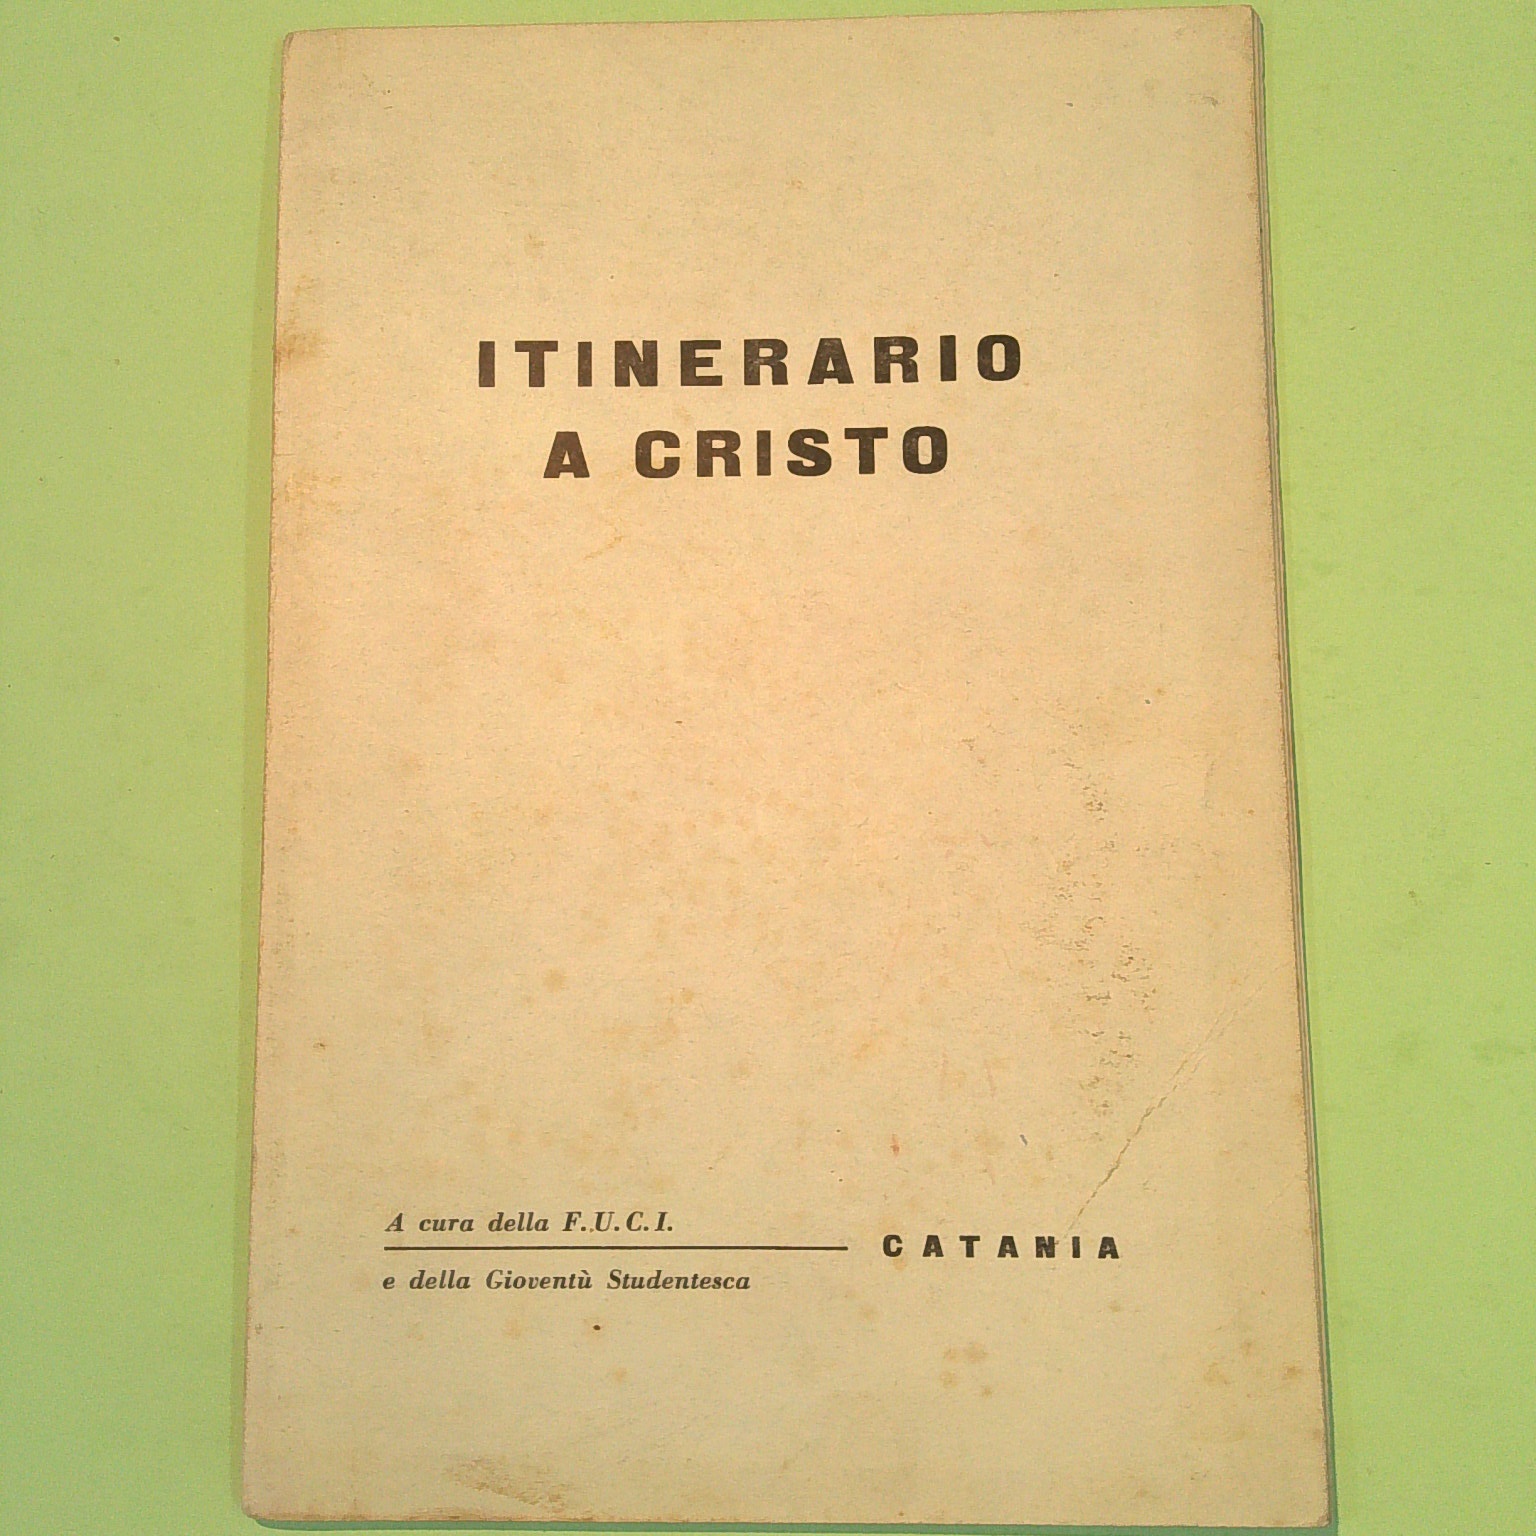 ITINERARIO
A CRISTO
A cura della F.U.C.I.
e della Gioventù Studentesca
CATANIA